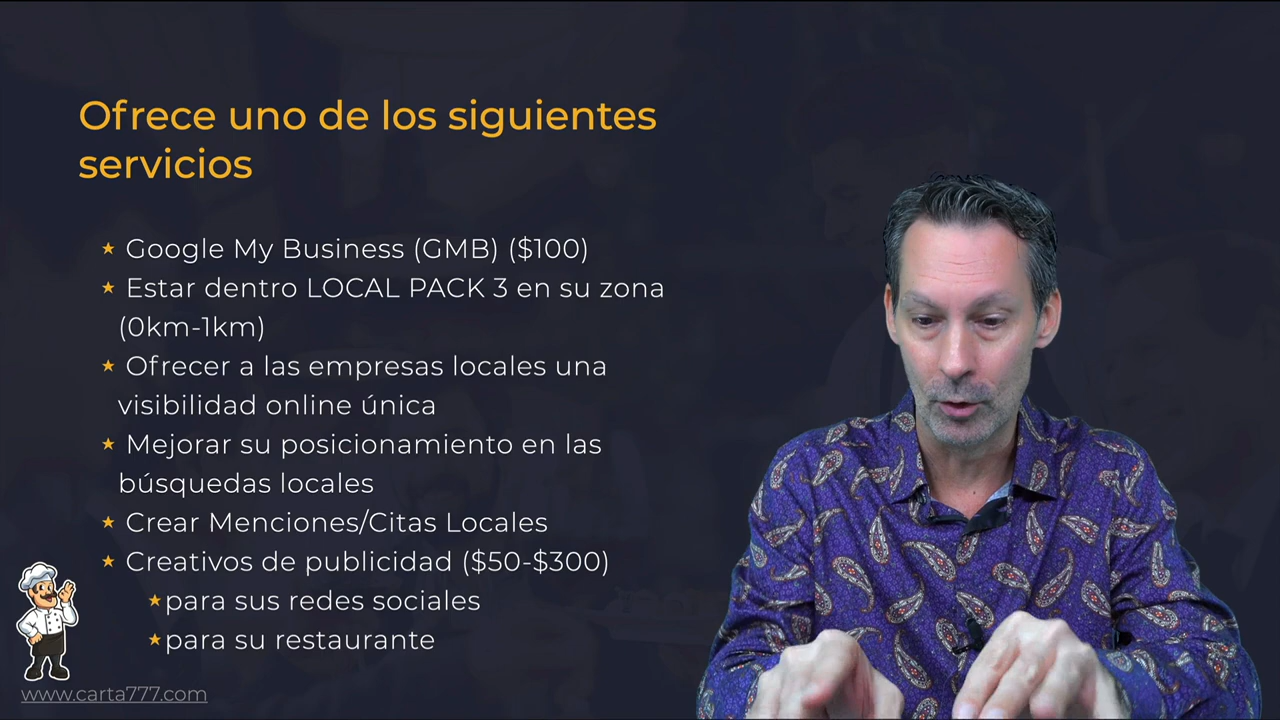 Ofrece uno de los siguientes
servicios
★ Google My Business (GMB) ($100)
★ Estar dentro LOCAL PACK 3 en su zona
(0km-1km)
★ Ofrecer a las empresas locales una
visibilidad online única
★ Mejorar su posicionamiento en las
búsquedas locales
★ Crear Menciones/Citas Locales
★ Creativos de publicidad ($50-$300)
★para sus redes sociales
★para su restaurante
www.carta777.com